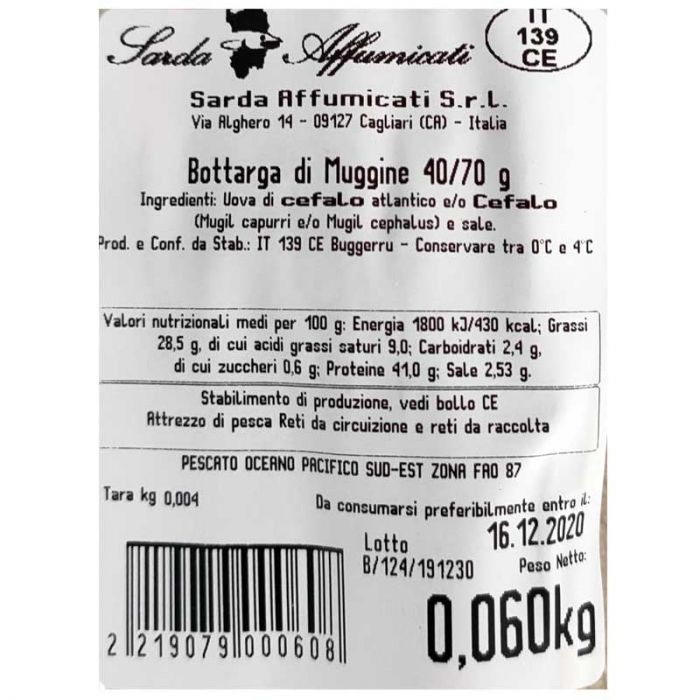 Sarda Affumicati
IT
139
CE
Sarda Affumicati S.r.L.
Via Alghero 14 - 09127 Cagliari (CA) - Italia
Bottarga di Muggine 40/70 g
Ingredienti: Uova di cefalo atlantico e/o Cefalo
(Mugil capurri e/o Mugil cephalus) e sale.
Prod. e Conf. da Stab.: IT 139 CE Buggerru - Conservare tra 0°C e 4°C
Valori nutrizionali medi per 100 g: Energia 1800 kJ/430 kcal; Grassi
28,5 g, di cui acidi grassi saturi 9,0; Carboidrati 2,4 g,
di cui zuccheri 0,6 g; Proteine 41,0 g; Sale 2,53 g.
Stabilimento di produzione, vedi bollo CE
Attrezzo di pesca Reti da circuizione e reti da raccolta
PESCATO OCEANO PACIFICO SUD-EST ZONA FAO 87
Tara kg 0,004
Da consumarsi preferibilmente entro il:
16.12.2020
Lotto
B/124/191230
Peso Netto:
0,060kg
2 219079 000608